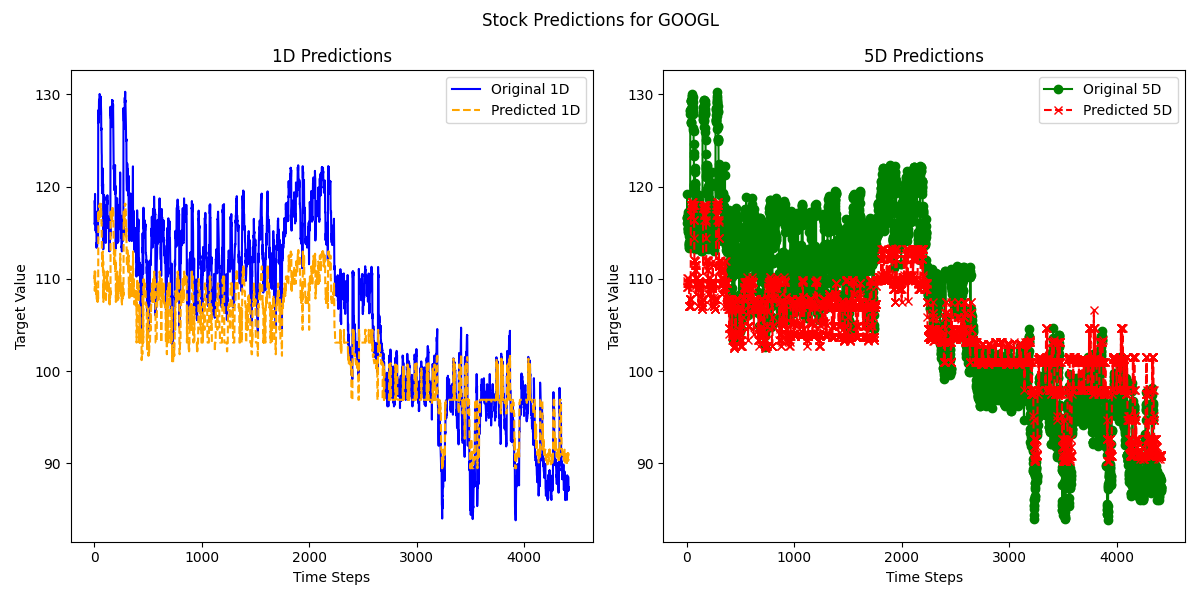 Stock Predictions for GOOGL
1D Predictions
Original 1D
Predicted 1D
130
120
110
100
90
Target Value
0
1000
2000
3000
4000
Time Steps
5D Predictions
Original 5D
Predicted 5D
130
120
110
100
90
Target Value
0
1000
2000
3000
4000
Time Steps